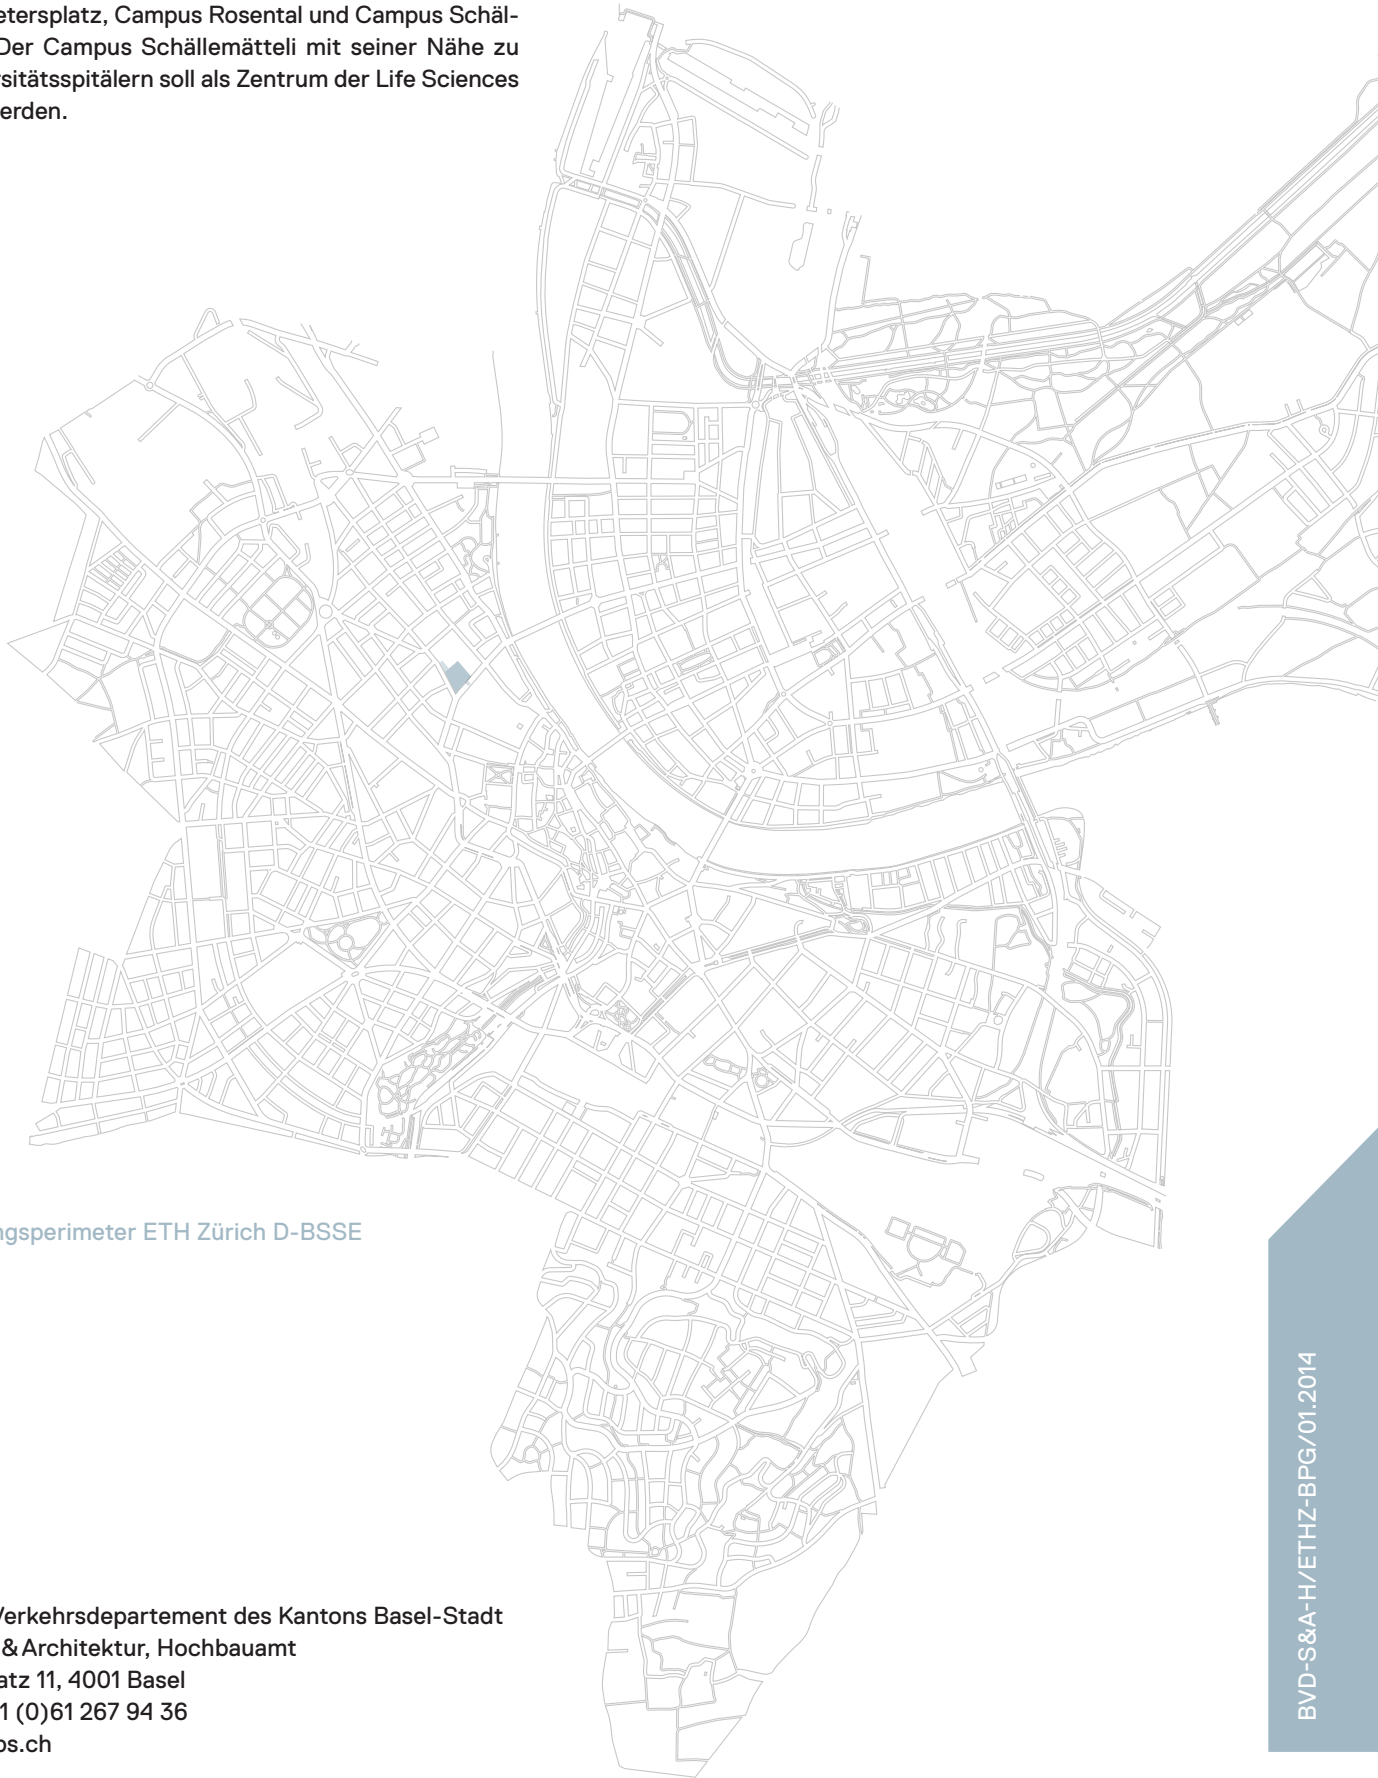 etersplatz, Campus Rosental und Campus Schäl-
Der Campus Schällemätteli mit seiner Nähe zu
rsitätsspitälern soll als Zentrum der Life Sciences
erden.
ngsperimeter ETH Zürich D-BSSE
Verkehrsdepartement des Kantons Basel-Stadt
& Architektur, Hochbauamt
atz 11, 4001 Basel
1 (0)61 267 94 36
bs.ch
BVD-S&A-H/ETHZ-BPG/01.2014